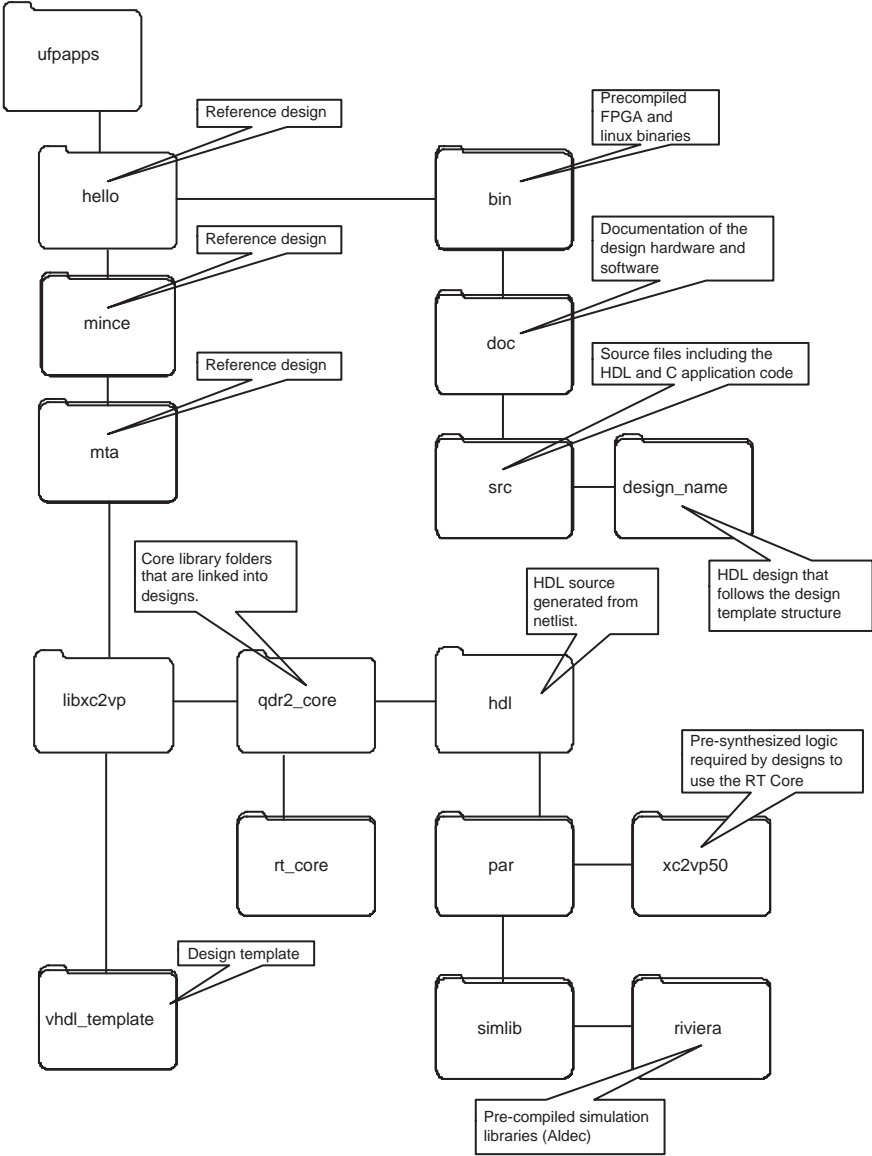 ufpapps
Reference design
Precompiled
FPGA and
linux binaries
hello
bin
Reference design
Documentation of the
design hardware and
software
mince
doc
Reference design
Source files including the
HDL and C application code
mta
src
design_name
Core library folders
that are linked into
designs.
HDL source
generated from
netlist.
HDL design that
follows the design
template structure
libxc2vp
qdr2_core
hdl
Pre-synthesized logic
required by designs to
use the RT Core
rt_core
par
xc2vp50
Design template
vhdl_template
simlib
riviera
Pre-compiled simulation
libraries (Aldec)